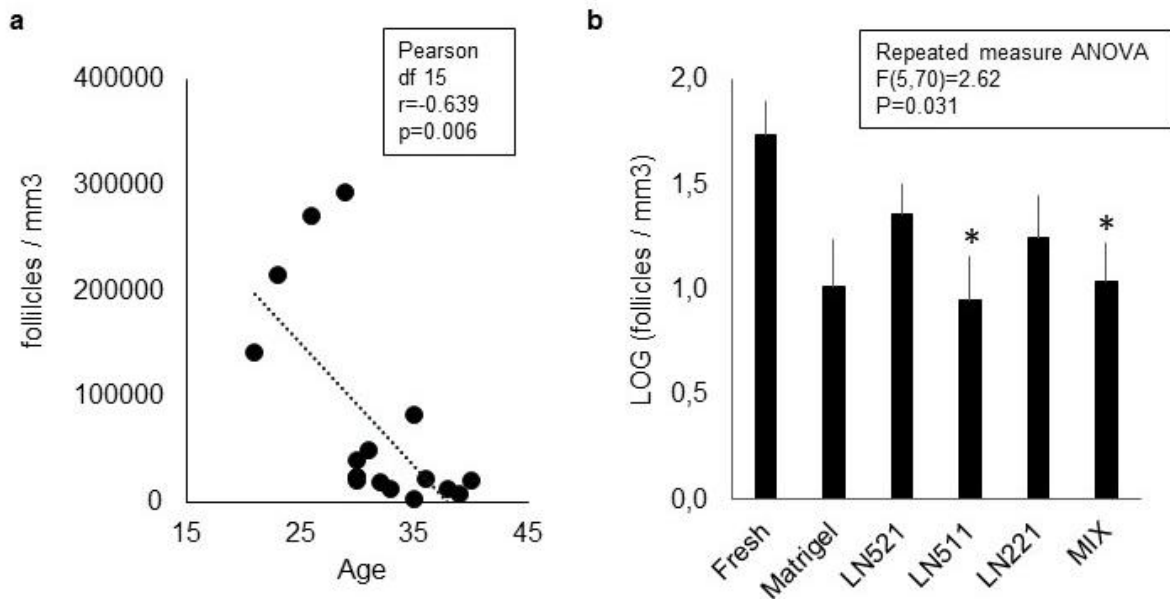 a
Pearson
df 15
r=-0.639
p=0.006
400000
300000
200000
100000
0
follilcles / mm3
15
25
35
45
Age
b
Repeated measure ANOVA
F(5,70)=2.62
P=0.031
2,0
1,5
1,0
0,5
0,0
LOG (follicles / mm3)
*
*
Fresh
Matrigel
LN521
LN511
LN221
MIX